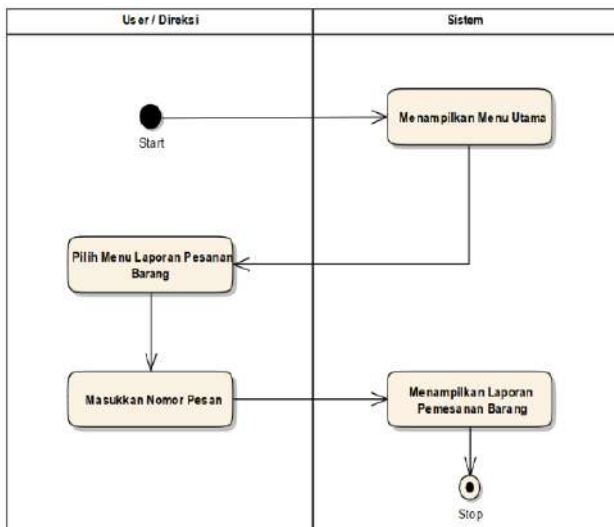 User / Direksi
Sistem
Start
Menampilkan Menu Utama
Pilih Menu Laporan Pesanan
Barang
Masukkan Nomor Pesan
Menampilkan Laporan
Pemesanan Barang
Stop